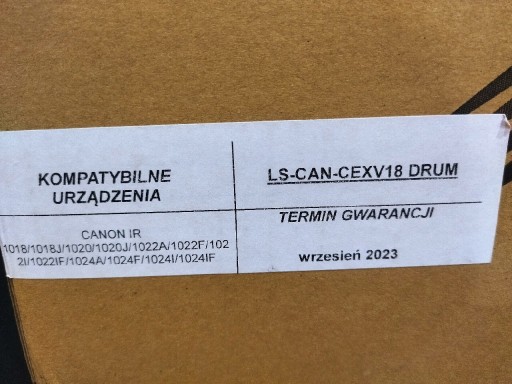 KOMPATYBILNE
URZĄDZENIA
CANON IR
1018/1018J/1020/1020J/1022A/1022F/102
2I/1022IF/1024A/1024F/1024I/1024IF
LS-CAN-CEXV18 DRUM
TERMIN GWARANCJI
wrzesień 2023